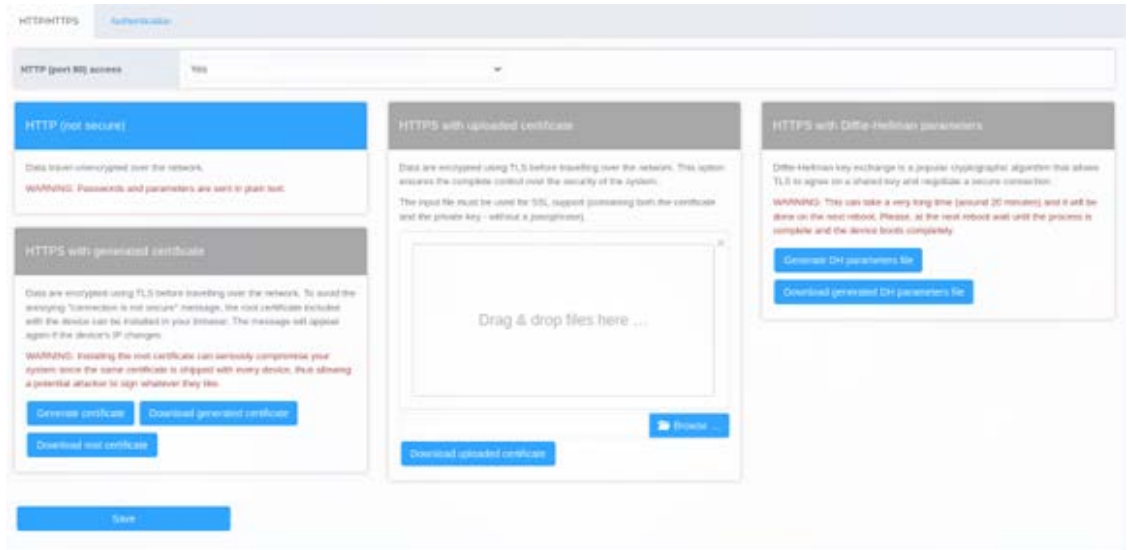 HTTP/HTTPS
Authentication
HTTP (port 80) access
Yes
HTTP (not secure)
Data travel unencrypted over the network.
WARNING: Passwords and parameters are sent in plain text.
HTTPS with generated certificate
Data are encrypted using TLS before travelling over the network. To avoid the
annoying "connection is not secure" message, the root certificate included
with the device can be installed in your browser. The message will appear
again if the device's IP changes.
WARNING: Installing the root certificate can seriously compromise your
system since the same certificate is shipped with every device, thus allowing
a potential attacker to sign whatever they like.
Generate certificate
Download generated certificate
Download root certificate
HTTPS with uploaded certificate
Data are encrypted using TLS before travelling over the network. This option
ensures the complete control over the security of the system.
The input file must be used for SSL support (containing both the certificate
and the private key - without a passphrase).
Drag & drop files here ...
Browse ...
Download uploaded certificate
HTTPS with Diffie-Hellman parameters
Diffie-Hellman key exchange is a popular cryptographic algorithm that allows
TLS to agree on a shared key and negotiate a secure connection.
WARNING: This can take a very long time (around 20 minutes) and it will be
done on the next reboot. Please, at the next reboot wait until the process is
complete and the device boots completely.
Generate DH parameters file
Download generated DH parameters file
Save